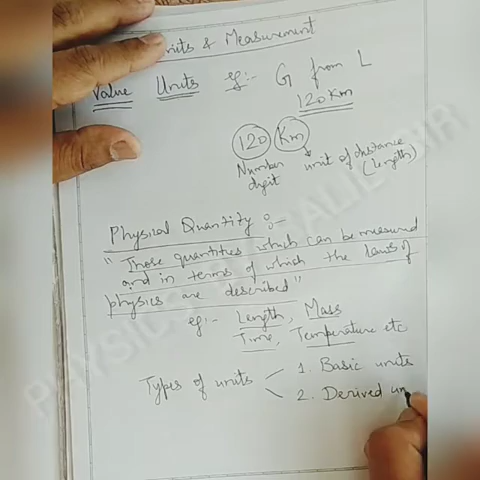 Units & Measurement
Value Units eg:- G from L
120 Km
120 Km
Number digit unit of distance (length)
Physical Quantity :-
"Those quantities which can be measured
and in terms of which the laws of
physics are described"
eg:- Length, Mass
Time, Temperature etc
Types of units
1. Basic units
2. Derived un